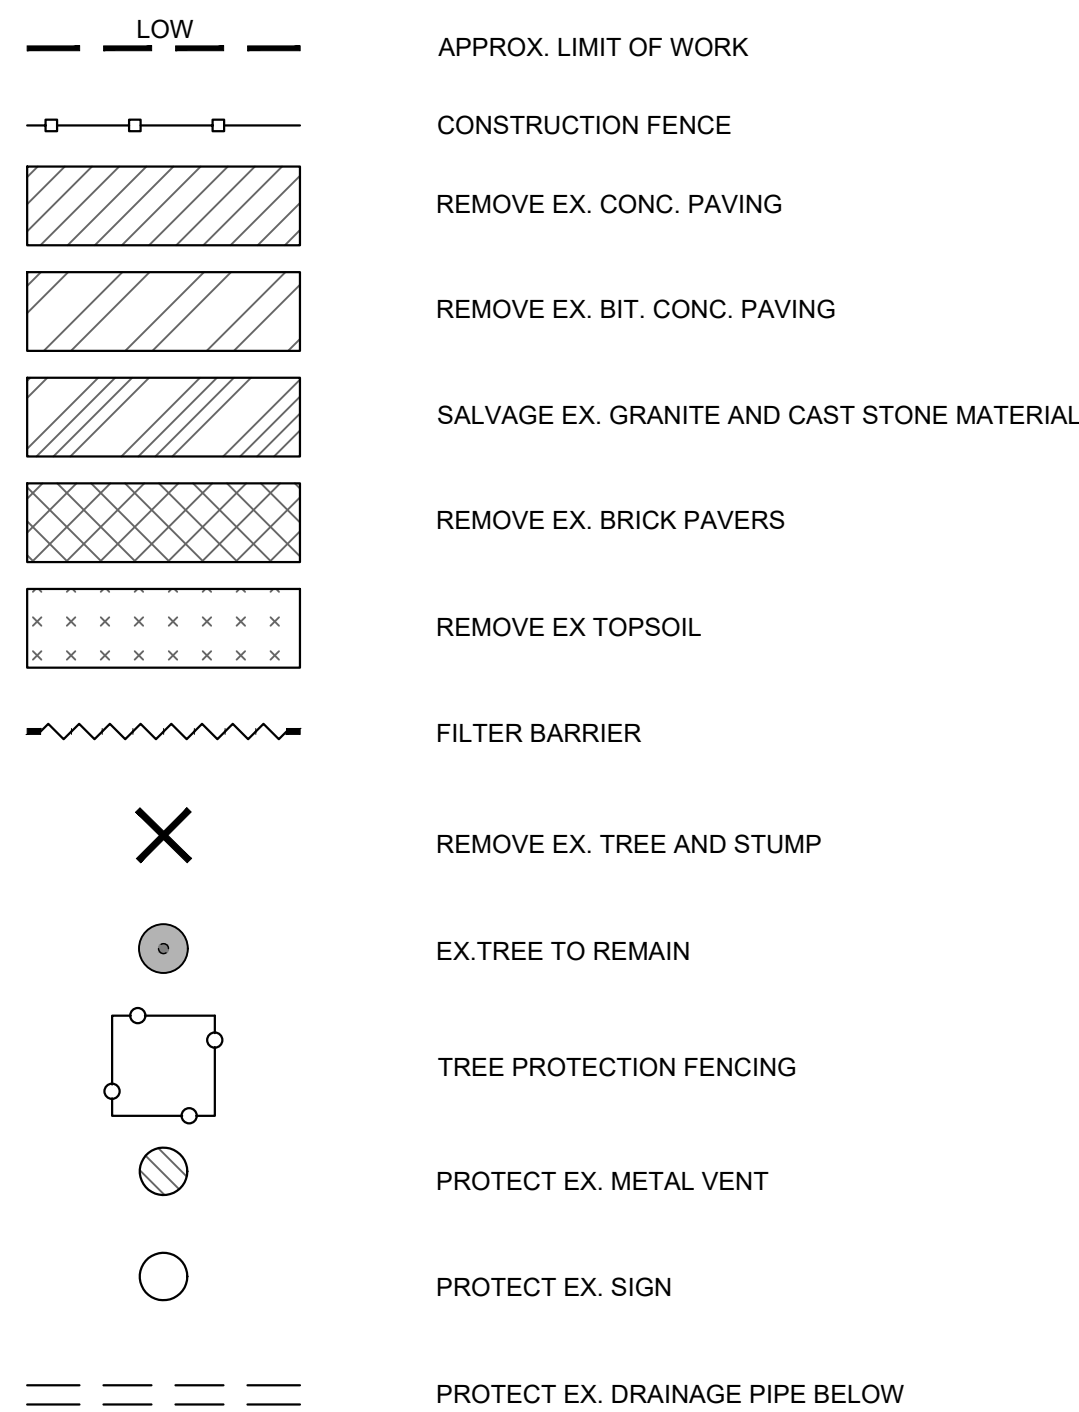 LOW
APPROX. LIMIT OF WORK
CONSTRUCTION FENCE
REMOVE EX. CONC. PAVING
REMOVE EX. BIT. CONC. PAVING
SALVAGE EX. GRANITE AND CAST STONE MATERIAL
REMOVE EX. BRICK PAVERS
REMOVE EX TOPSOIL
FILTER BARRIER
REMOVE EX. TREE AND STUMP
EX.TREE TO REMAIN
TREE PROTECTION FENCING
PROTECT EX. METAL VENT
PROTECT EX. SIGN
PROTECT EX. DRAINAGE PIPE BELOW